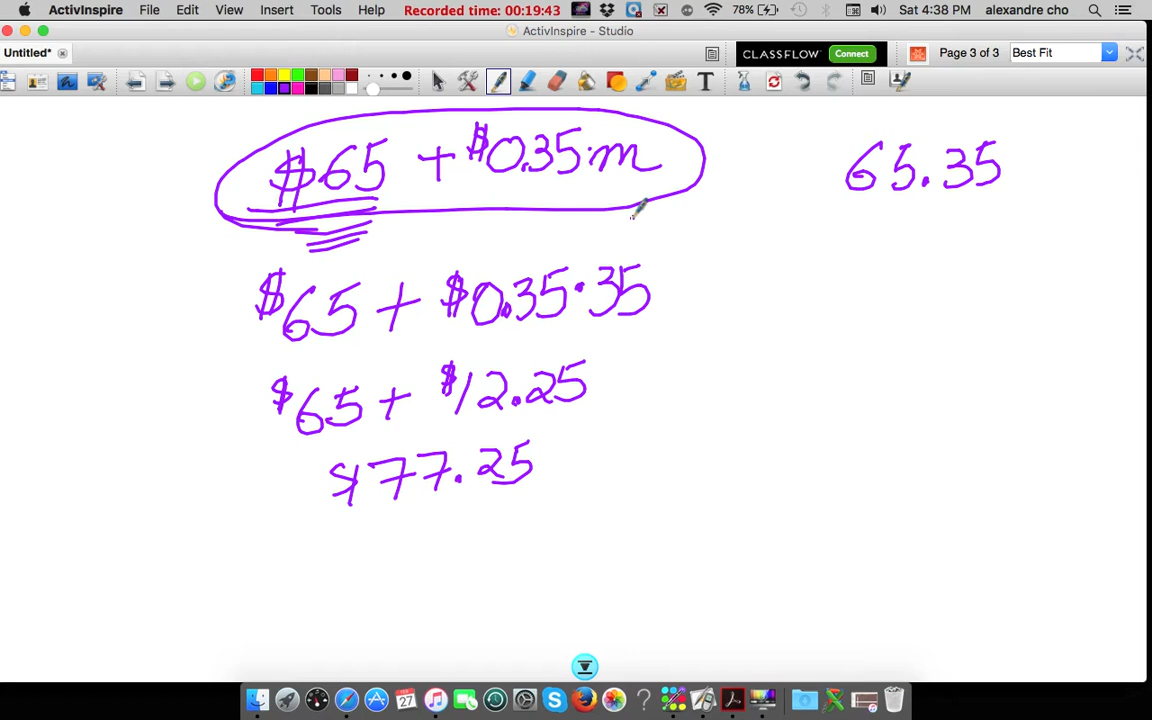 ActivInspire File Edit View Insert Tools Recorded time: 00:19:43 78% Sat 4:38 PM alexandre cho
ActivInspire - Studio
Untitled* CLASSFLOW Connect Page 3 of 3 Best Fit
T
$65 + $0.35·m 65.35
$65 + $0.35·35
$65 + $12.25
$77.25
27